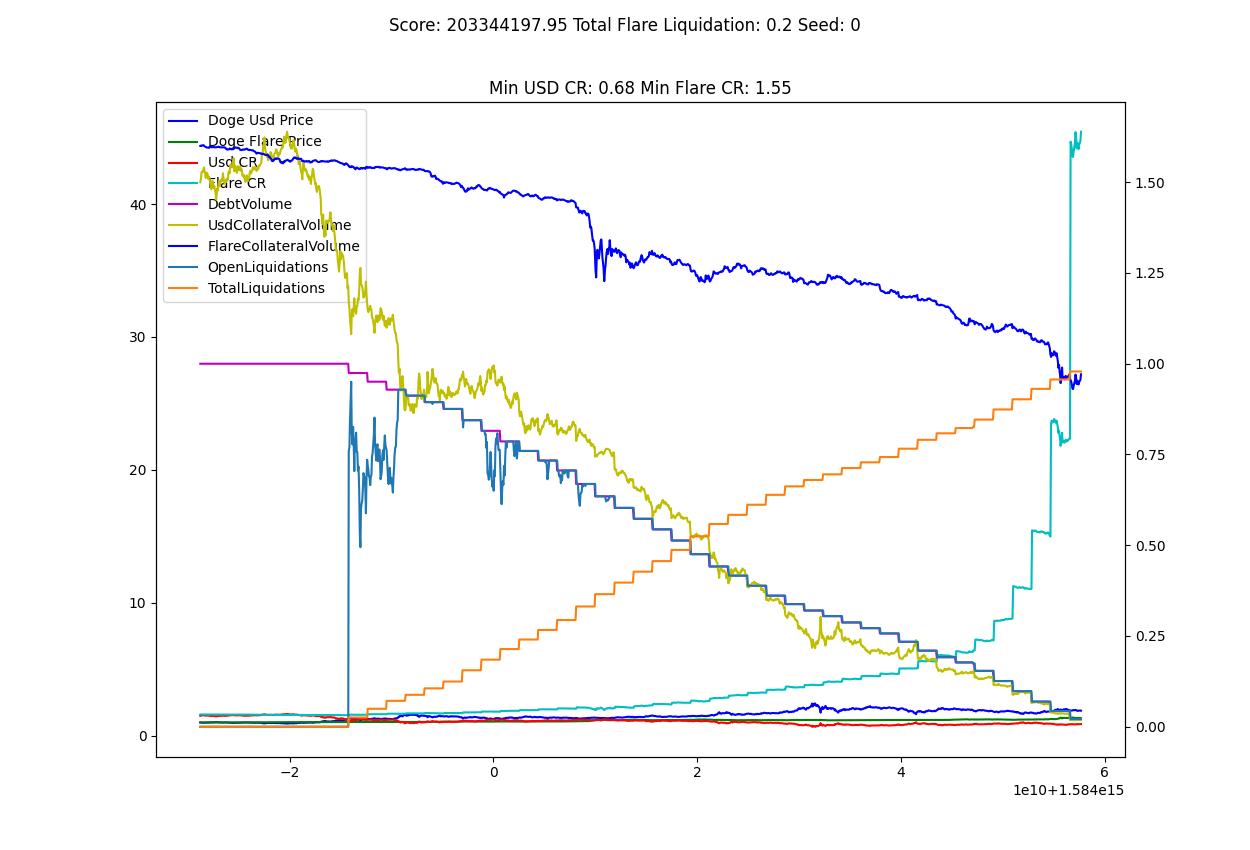 Score: 203344197.95 Total Flare Liquidation: 0.2 Seed: 0
Min USD CR: 0.68 Min Flare CR: 1.55
Doge Usd Price
Doge Flare Price
Usd CR
Flare CR
DebtVolume
UsdCollateralVolume
FlareCollateralVolume
OpenLiquidations
TotalLiquidations
40
30
20
10
0
1.50
1.25
1.00
0.75
0.50
0.25
0.00
−2 0 2 4 6
1e10+1.584e15